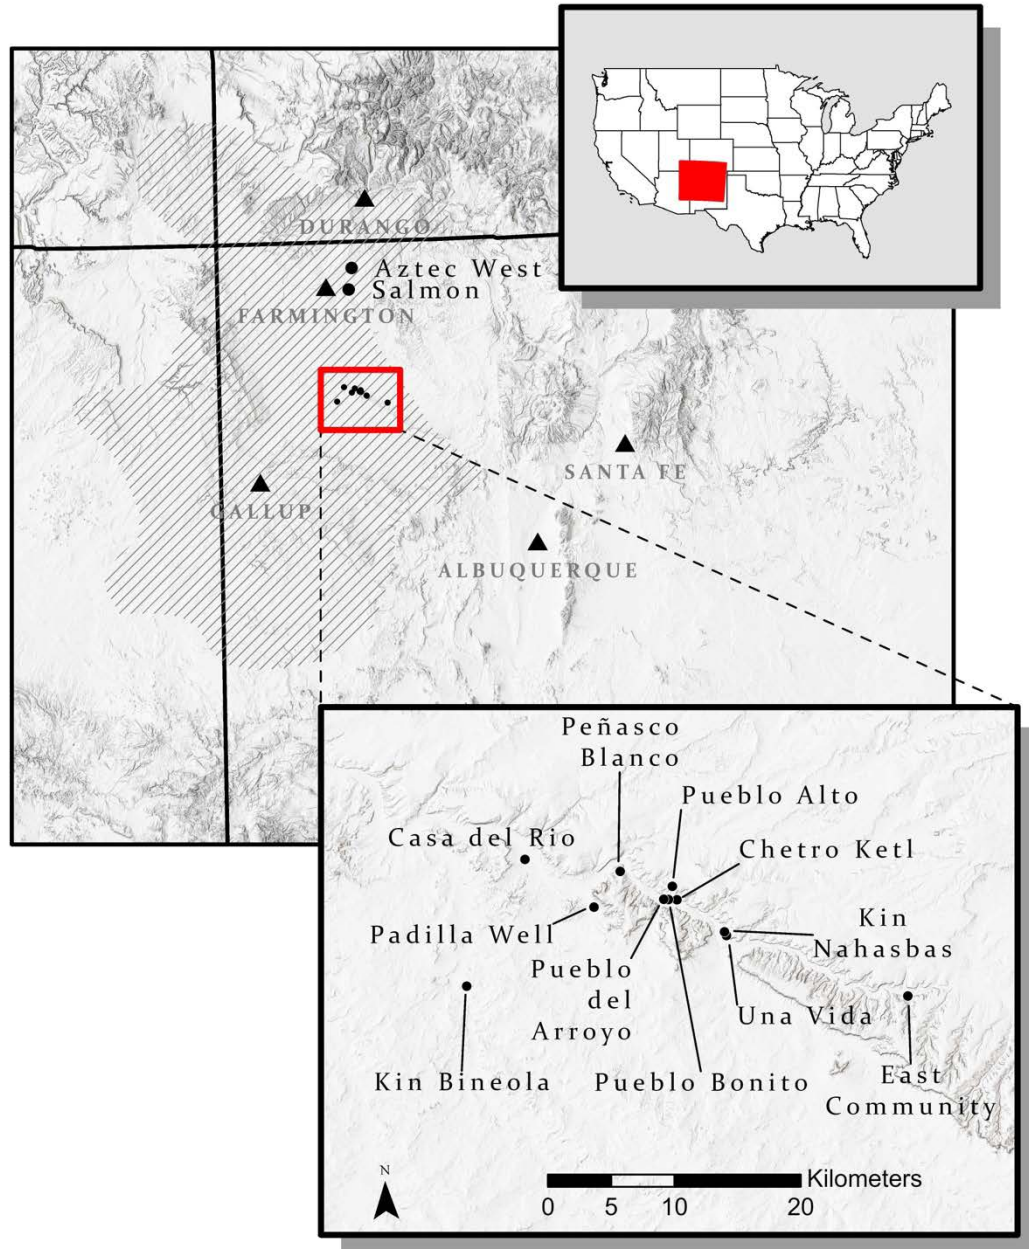 DURANGO
Aztec West
Salmon
FARMINGTON
SANTA FE
GALLUP
ALBUQUERQUE
Peñasco
Blanco
Pueblo Alto
Casa del Rio
Chetro Ketl
Kin
Nahasbas
Padilla Well
Pueblo
del
Arroyo
Una Vida
Kin Bineola
Pueblo Bonito
East
Community
N
Kilometers
0 5 10 20